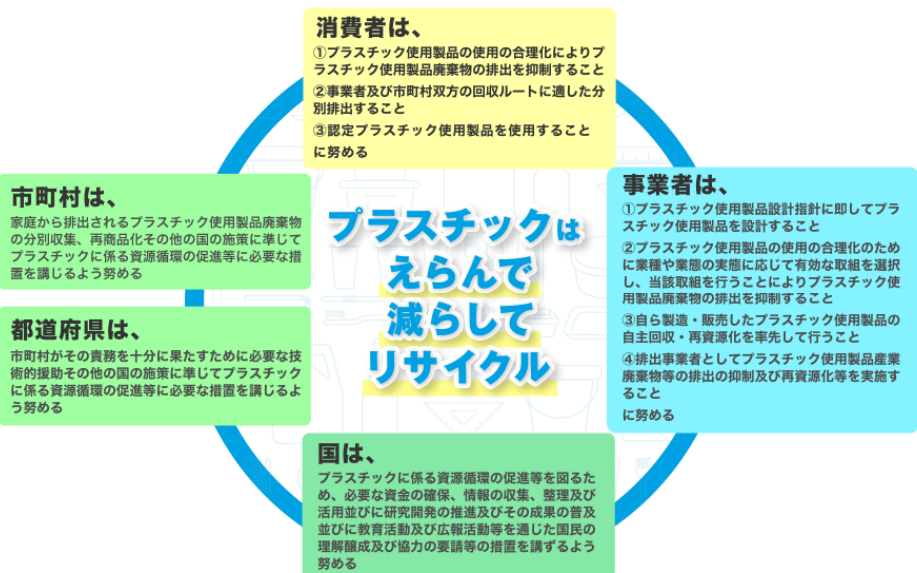 消費者は、
①プラスチック使用製品の使用の合理化によりプ
ラスチック使用製品廃棄物の排出を抑制すること
②事業者及び市町村双方の回収ルートに適した分
別排出すること
③認定プラスチック使用製品を使用すること
に努める
市町村は、
家庭から排出されるプラスチック使用製品廃棄物
の分別収集、再商品化その他の国の施策に準じて
プラスチックに係る資源循環の促進等に必要な措
置を講じるよう努める
都道府県は、
市町村がその責務を十分に果たすために必要な技
術的援助その他の国の施策に準じてプラスチック
に係る資源循環の促進等に必要な措置を講じるよ
う努める
プラスチックは
えらんで
減らして
リサイクル
事業者は、
①プラスチック使用製品設計指針に即してプラ
スチック使用製品を設計すること
②プラスチック使用製品の使用の合理化のため
に業種や業態の実態に応じて有効な取組を選択
し、当該取組を行うことによりプラスチック使
用製品廃棄物の排出を抑制すること
③自ら製造・販売したプラスチック使用製品の
自主回収・再資源化を率先して行うこと
④排出事業者としてプラスチック使用製品産業
廃棄物等の排出の抑制及び再資源化等を実施す
ること
に努める
国は、
プラスチックに係る資源循環の促進等を図るた
め、必要な資金の確保、情報の収集、整理及び
活用並びに研究開発の推進及びその成果の普及
並びに教育活動及び広報活動等を通じた国民の
理解醸成及び協力の要請等の措置を講ずるよう
努める